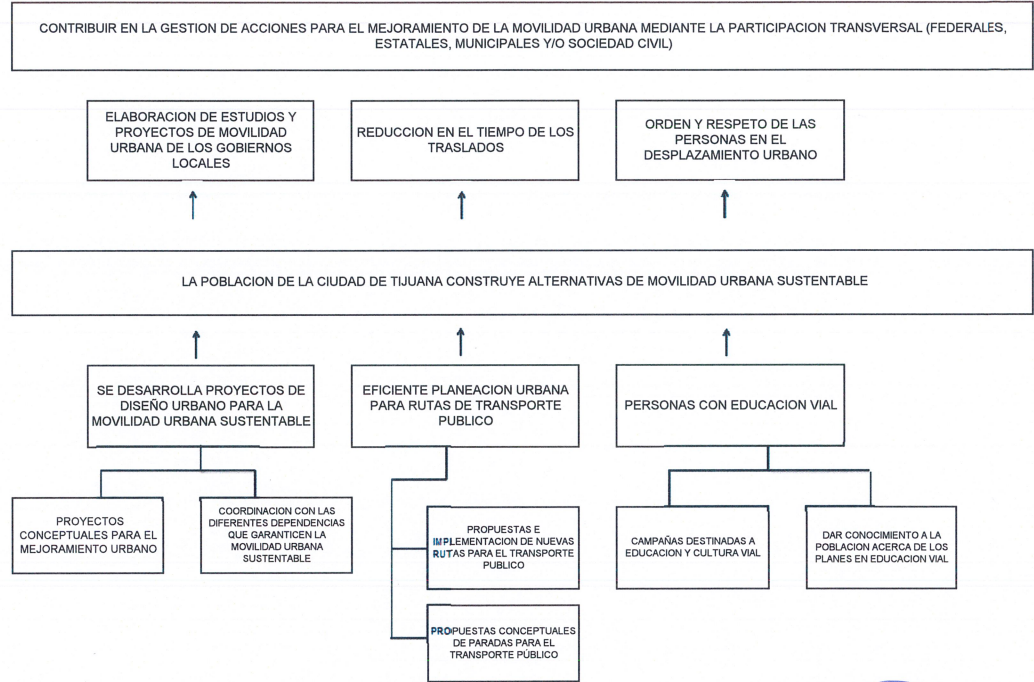 CONTRIBUIR EN LA GESTION DE ACCIONES PARA EL MEJORAMIENTO DE LA MOVILIDAD URBANA MEDIANTE LA PARTICIPACION TRANSVERSAL (FEDERALES,
ESTATALES, MUNICIPALES Y/O SOCIEDAD CIVIL)
ELABORACION DE ESTUDIOS Y
PROYECTOS DE MOVILIDAD
URBANA DE LOS GOBIERNOS
LOCALES
REDUCCION EN EL TIEMPO DE LOS
TRASLADOS
ORDEN Y RESPETO DE LAS
PERSONAS EN EL
DESPLAZAMIENTO URBANO
LA POBLACION DE LA CIUDAD DE TIJUANA CONSTRUYE ALTERNATIVAS DE MOVILIDAD URBANA SUSTENTABLE
SE DESARROLLA PROYECTOS DE
DISEÑO URBANO PARA LA
MOVILIDAD URBANA SUSTENTABLE
EFICIENTE PLANEACION URBANA
PARA RUTAS DE TRANSPORTE
PUBLICO
PERSONAS CON EDUCACION VIAL
PROYECTOS
CONCEPTUALES PARA EL
MEJORAMIENTO URBANO
COORDINACION CON LAS
DIFERENTES DEPENDENCIAS
QUE GARANTICEN LA
MOVILIDAD URBANA
SUSTENTABLE
PROPUESTAS E
IMPLEMENTACION DE NUEVAS
RUTAS PARA EL TRANSPORTE
PUBLICO
PROPUESTAS CONCEPTUALES
DE PARADAS PARA EL
TRANSPORTE PÚBLICO
CAMPAÑAS DESTINADAS A
EDUCACION Y CULTURA VIAL
DAR CONOCIMIENTO A LA
POBLACION ACERCA DE LOS
PLANES EN EDUCACION VIAL